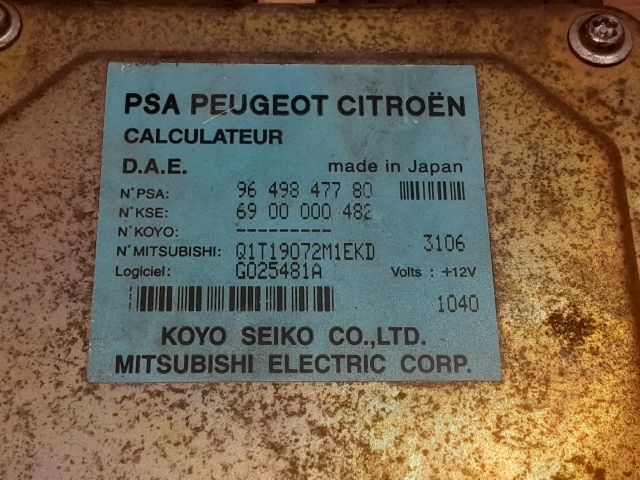 PSA PEUGEOT CITROËN
CALCULATEUR
D.A.E. made in Japan
N°PSA: 96 498 477 80
N°KSE: 69 00 000 482
N°KOYO: ---------
N°MITSUBISHI: Q1T19072M1EKD 3106
Logiciel: G025481A Volts : +12V
1040
KOYO SEIKO CO.,LTD.
MITSUBISHI ELECTRIC CORP.